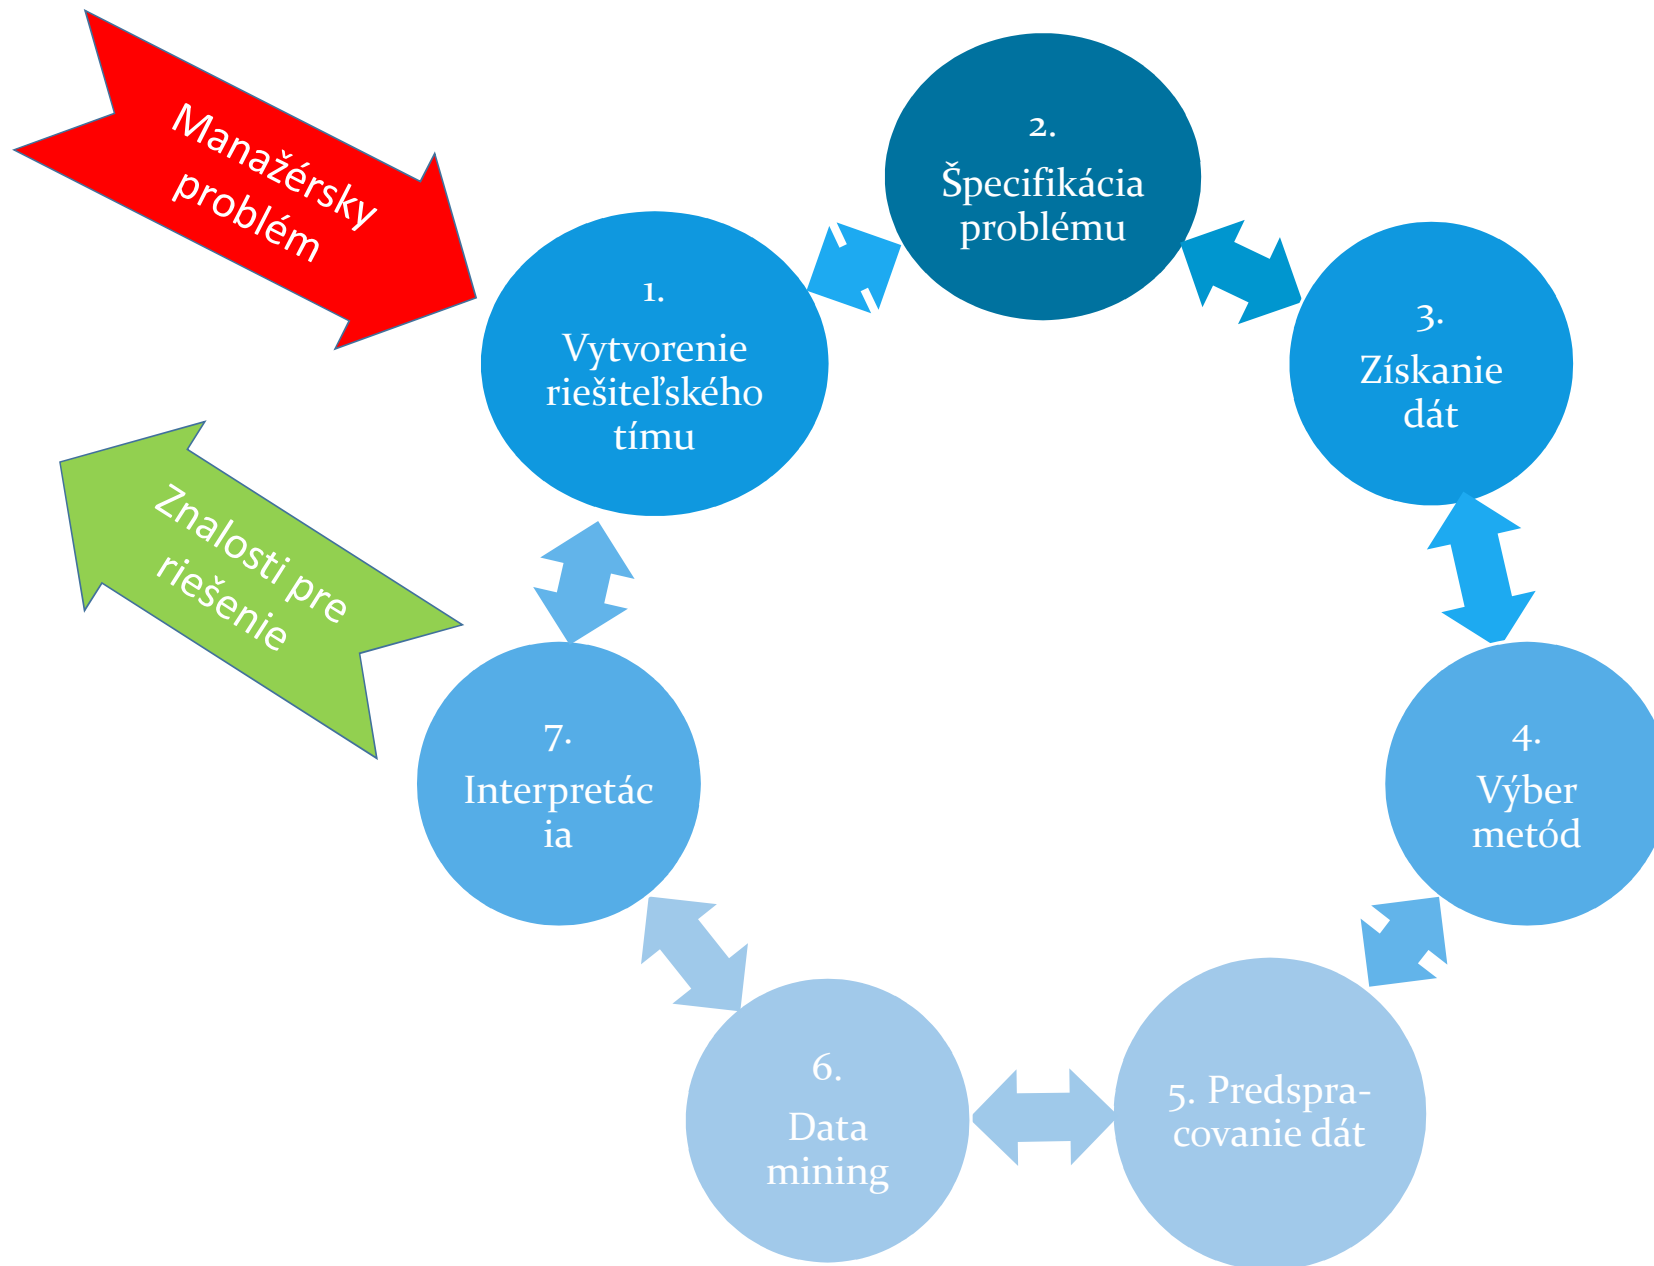 Manažérsky
problém
1.
Vytvorenie
riešiteľského
tímu
2.
Špecifikácia
problému
3.
Získanie
dát
4.
Výber
metód
5. Predspra-
covanie dát
6.
Data
mining
7.
Interpretác
ia
Znalosti pre
riešenie